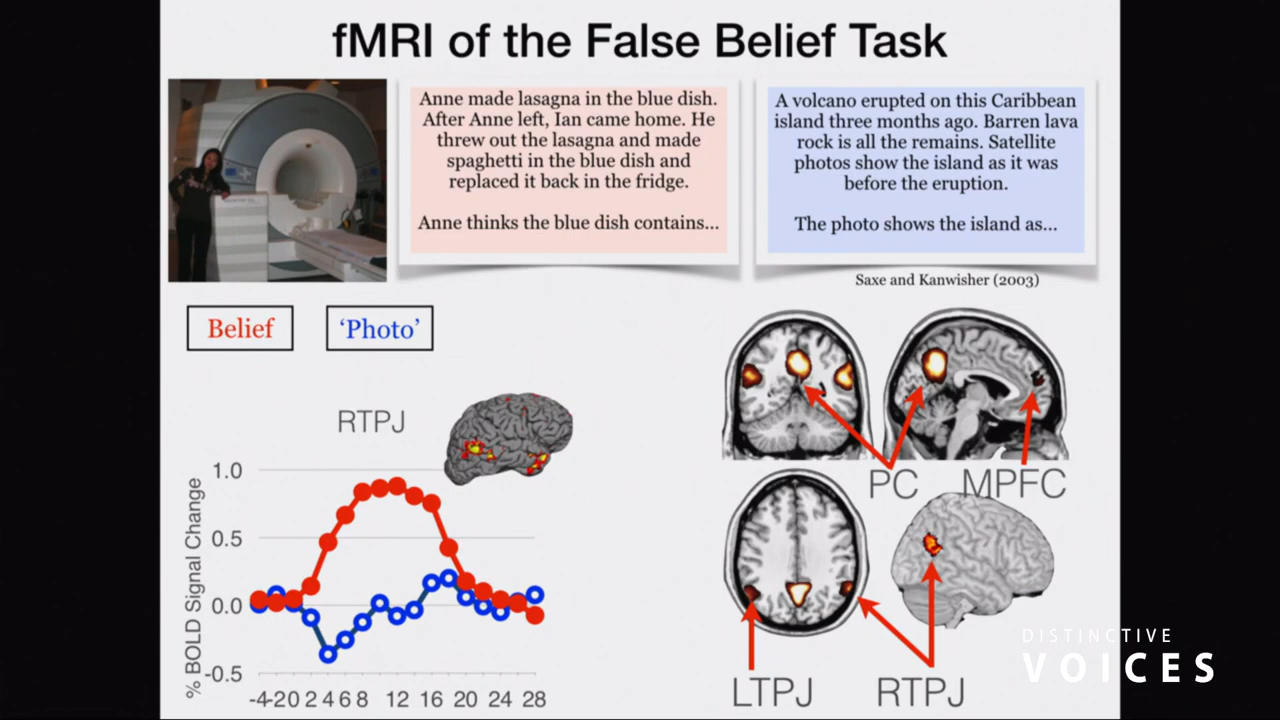 fMRI of the False Belief Task
Anne made lasagna in the blue dish.
After Anne left, Ian came home. He
threw out the lasagna and made
spaghetti in the blue dish and
replaced it back in the fridge.
Anne thinks the blue dish contains...
A volcano erupted on this Caribbean
island three months ago. Barren lava
rock is all the remains. Satellite
photos show the island as it was
before the eruption.
The photo shows the island as...
Saxe and Kanwisher (2003)
Belief
‘Photo’
RTPJ
% BOLD Signal Change
1.0
0.5
0.0
-0.5
-4 -2 0 2 4 6 8 12 16 20 24 28
PC
MPFC
LTPJ
RTPJ
DISTINCTIVE
VOICES